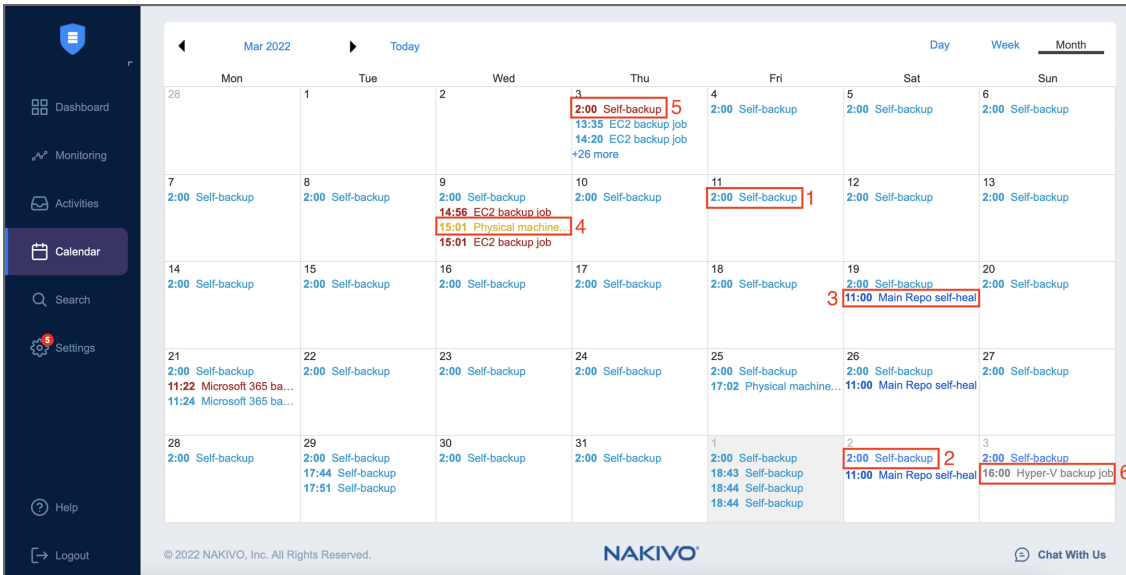 Mar 2022 Today Day Week Month
Mon Tue Wed Thu Fri Sat Sun
Dashboard
Monitoring
Activities
Calendar
Search
5
Settings
Help
Logout
28
1
2
3
2:00 Self-backup 5
13:35 EC2 backup job
14:20 EC2 backup job
+26 more
4
2:00 Self-backup
5
2:00 Self-backup
6
2:00 Self-backup
7
2:00 Self-backup
8
2:00 Self-backup
9
2:00 Self-backup
14:56 EC2 backup job
15:01 Physical machine... 4
15:01 EC2 backup job
10
2:00 Self-backup
11
2:00 Self-backup 1
12
2:00 Self-backup
13
2:00 Self-backup
14
2:00 Self-backup
15
2:00 Self-backup
16
2:00 Self-backup
17
2:00 Self-backup
18
2:00 Self-backup
19
2:00 Self-backup
3 11:00 Main Repo self-heal
20
2:00 Self-backup
21
2:00 Self-backup
11:22 Microsoft 365 ba...
11:24 Microsoft 365 ba...
22
2:00 Self-backup
23
2:00 Self-backup
24
2:00 Self-backup
25
2:00 Self-backup
17:02 Physical machine...
26
2:00 Self-backup
11:00 Main Repo self-heal
27
2:00 Self-backup
28
2:00 Self-backup
29
2:00 Self-backup
17:44 Self-backup
17:51 Self-backup
30
2:00 Self-backup
31
2:00 Self-backup
1
2:00 Self-backup
18:43 Self-backup
18:44 Self-backup
18:44 Self-backup
2
2:00 Self-backup 2
11:00 Main Repo self-heal
3
2:00 Self-backup
16:00 Hyper-V backup job 6
© 2022 NAKIVO, Inc. All Rights Reserved.
NAKIVO
Chat With Us